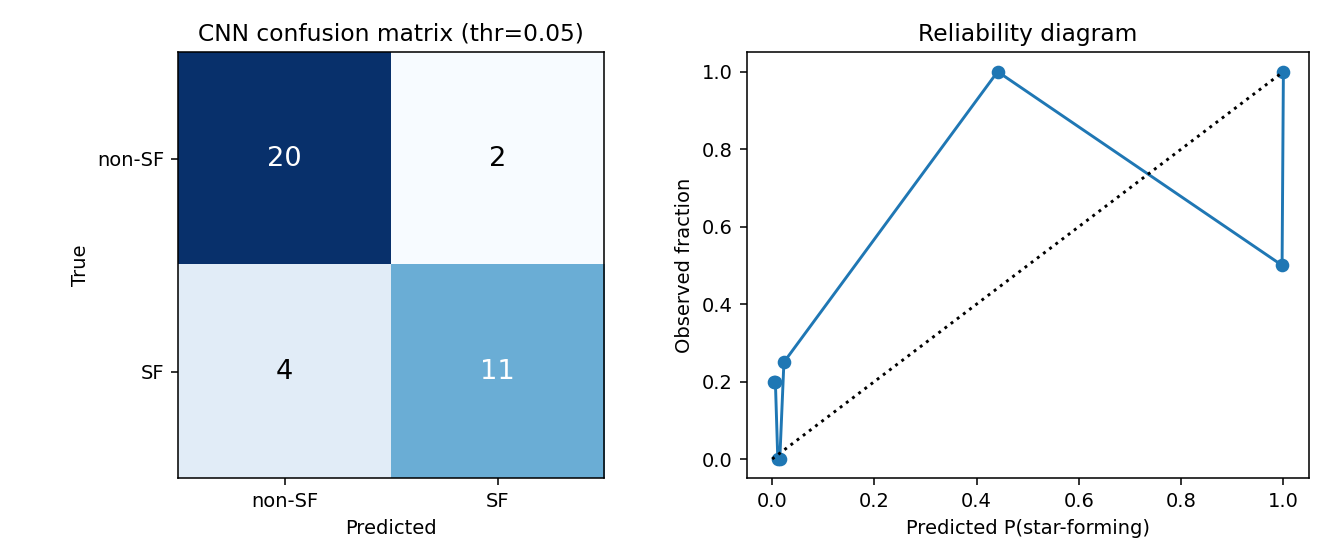 CNN confusion matrix (thr=0.05)
non-SF
20
2
True
SF
4
11
non-SF
SF
Predicted
Reliability diagram
1.0
0.8
0.6
0.4
0.2
0.0
Observed fraction
0.0
0.2
0.4
0.6
0.8
1.0
Predicted P(star-forming)